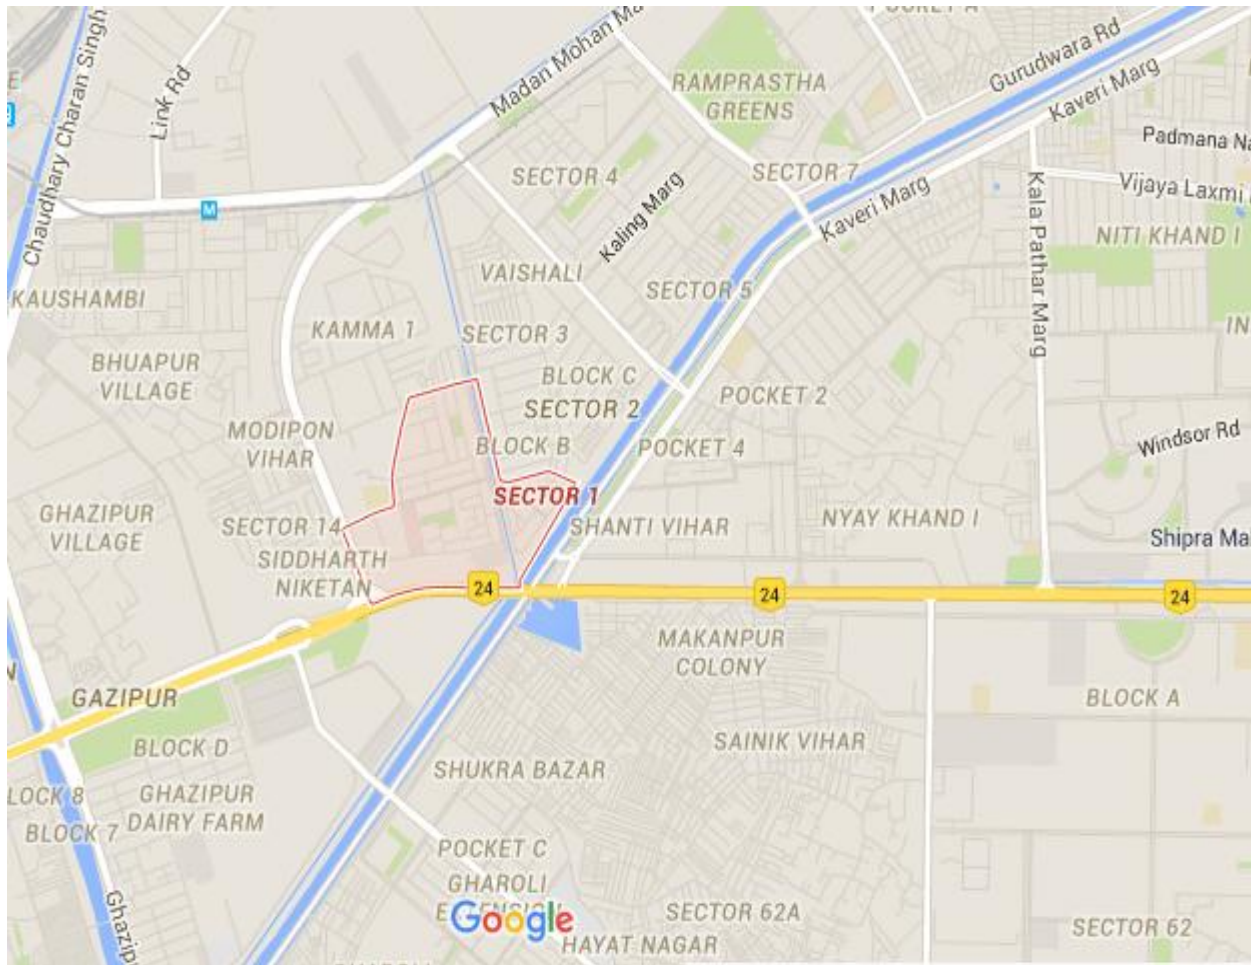 POCKET A
Chaudhary Charan Singh
Link Rd
Madan Mohan Ma
Gurudwara Rd
Kaveri Marg
RAMPRASTHA
GREENS
Padmana Na
SECTOR 4
SECTOR 7
Vijaya Laxmi
M
Kaling Marg
Kaveri Marg
Kala Pathar Marg
NITI KHAND I
VAISHALI
SECTOR 5
KAUSHAMBI
KAMMA 1
SECTOR 3
IN
BHUAPUR
VILLAGE
BLOCK C
POCKET 2
SECTOR 2
MODIPON
VIHAR
BLOCK B
POCKET 4
Windsor Rd
SECTOR 1
GHAZIPUR
VILLAGE
SECTOR 14
SHANTI VIHAR
NYAY KHAND I
Shipra Ma
SIDDHARTH
NIKETAN
24
24
24
MAKANPUR
COLONY
GAZIPUR
BLOCK A
BLOCK D
SAINIK VIHAR
SHUKRA BAZAR
LOCK 8
GHAZIPUR
DAIRY FARM
BLOCK 7
POCKET C
GHAROLI
Google
SECTOR 62A
SECTOR 62
Ghazip
HAYAT NAGAR